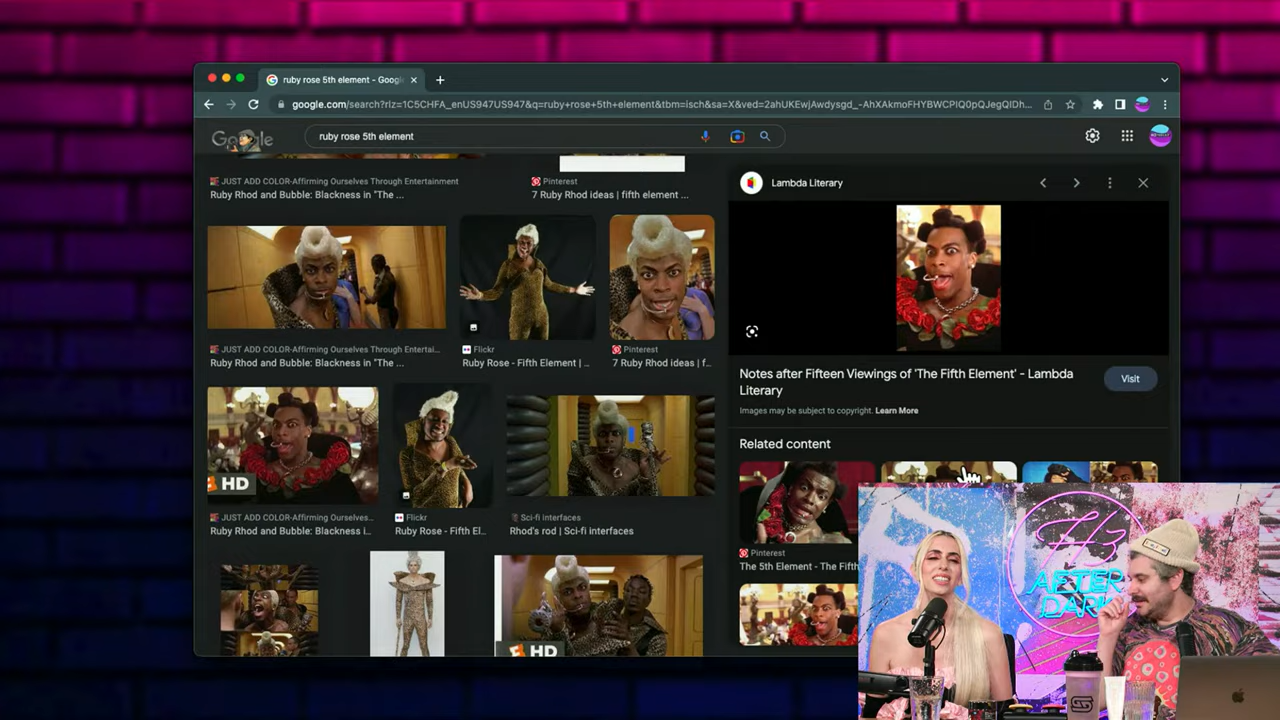 ruby rose 5th element - Googl
google.com/search?rlz=1C5CHFA_enUS947US947&q=ruby+rose+5th+element&tbm=isch&sa=X&ved=2ahUKEwjAwdysgd_-AhXAkmoFHYBWCPIQ0pQJegQIDh...
Google
ruby rose 5th element
JUST ADD COLOR-Affirming Ourselves Through Entertainment
Ruby Rhod and Bubble: Blackness in "The ...
Pinterest
7 Ruby Rhod ideas | fifth element ...
Lambda Literary
JUST ADD COLOR-Affirming Ourselves Through Entertai...
Ruby Rhod and Bubble: Blackness in "The ...
Flickr
Ruby Rose - Fifth Element | ...
Pinterest
7 Ruby Rhod ideas | f...
Notes after Fifteen Viewings of 'The Fifth Element' - Lambda
Literary
Visit
Images may be subject to copyright. Learn More
Related content
HD
JUST ADD COLOR-Affirming Ourselves...
Ruby Rhod and Bubble: Blackness i...
Flickr
Ruby Rose - Fifth El...
Sci-fi interfaces
Rhod's rod | Sci-fi interfaces
Pinterest
The 5th Element - The Fifth
HD
H3
AFTER
DARK